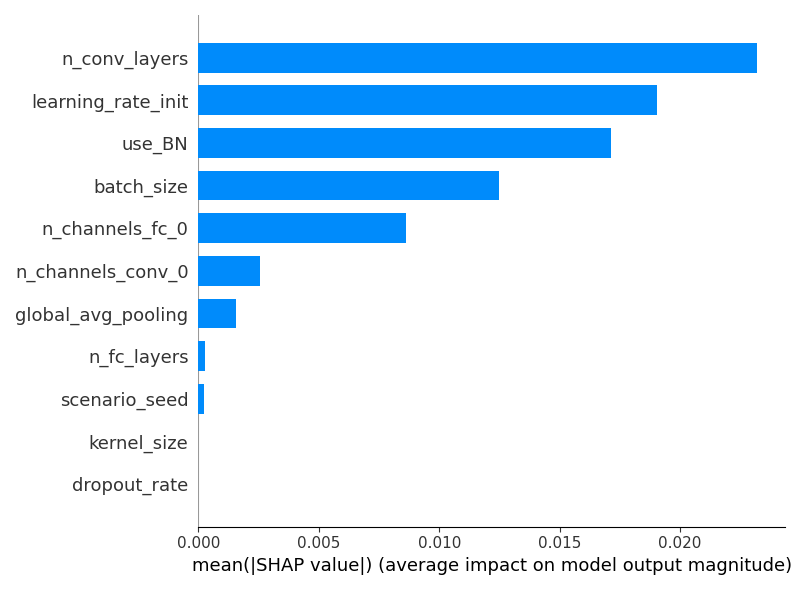 n_conv_layers
learning_rate_init
use_BN
batch_size
n_channels_fc_0
n_channels_conv_0
global_avg_pooling
n_fc_layers
scenario_seed
kernel_size
dropout_rate
0.000 0.005 0.010 0.015 0.020
mean(|SHAP value|) (average impact on model output magnitude)